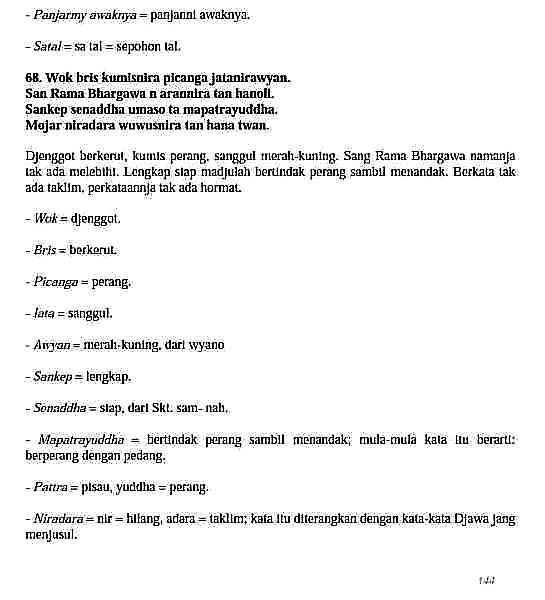 - Panjarmy awaknya = panjanni awaknya.
- Satal = sa tal = sepohon tal.
68. Wok bris kumisnira picanga jatanirawyan.
San Rama Bhargawa n arannira tan hanoli.
Sankep senaddha umaso ta mapatrayuddha.
Mojar niradara wuwusnira tan hana twan.
Djenggot berkerut, kumis perang, sanggul merah-kuning. Sang Rama Bhargawa namanja
tak ada melebihi. Lengkap siap madjulah bertindak perang sambil menandak. Berkata tak
ada taklim, perkataannja tak ada hormat.
- Wok = djenggot.
- Bris = berkerut.
- Picanga = perang.
- Jata = sanggul.
- Awyan = merah-kuning, dari wyano
- Sankep = lengkap.
- Senaddha = siap, dari Skt. sam- nah.
- Mapatrayuddha = bertindak perang sambil menandak; mula-mula kata itu berarti:
berperang dengan pedang.
- Pattra = pisau, yuddha = perang.
- Niradara = nir = hilang, adara = taklim; kata itu diterangkan dengan kata-kata Djawa jang
menjusul.
144